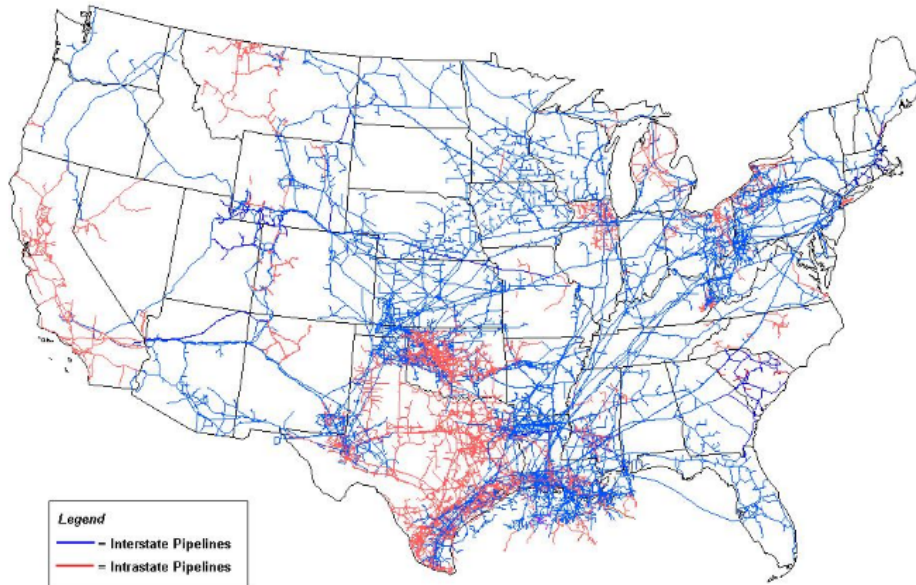 Legend
= Interstate Pipelines
= Intrastate Pipelines